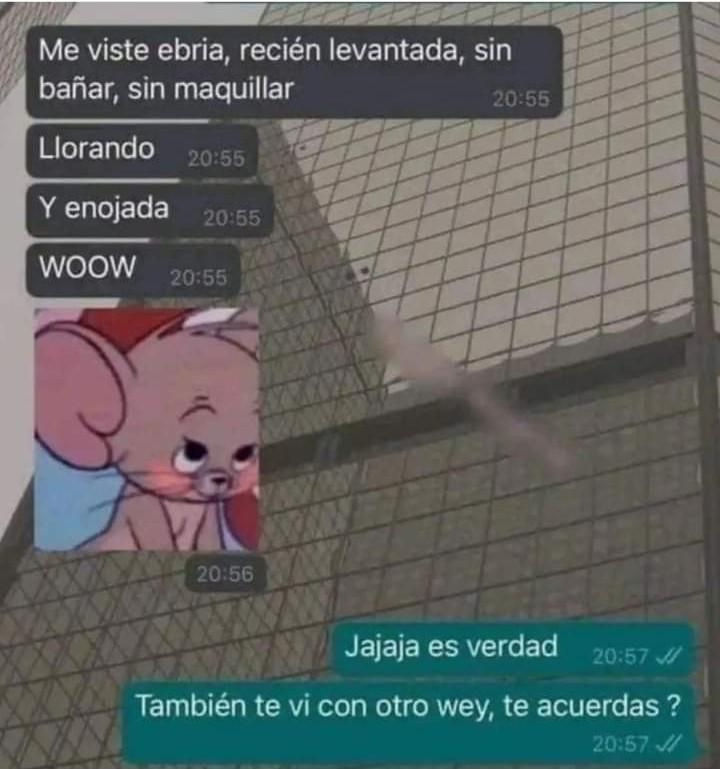 Me viste ebria, recién levantada, sin
bañar, sin maquillar
20:55
Llorando 20:55
Y enojada 20:55
WOOW 20:55
20:56
Jajaja es verdad 20:57
También te vi con otro wey, te acuerdas ?
20:57